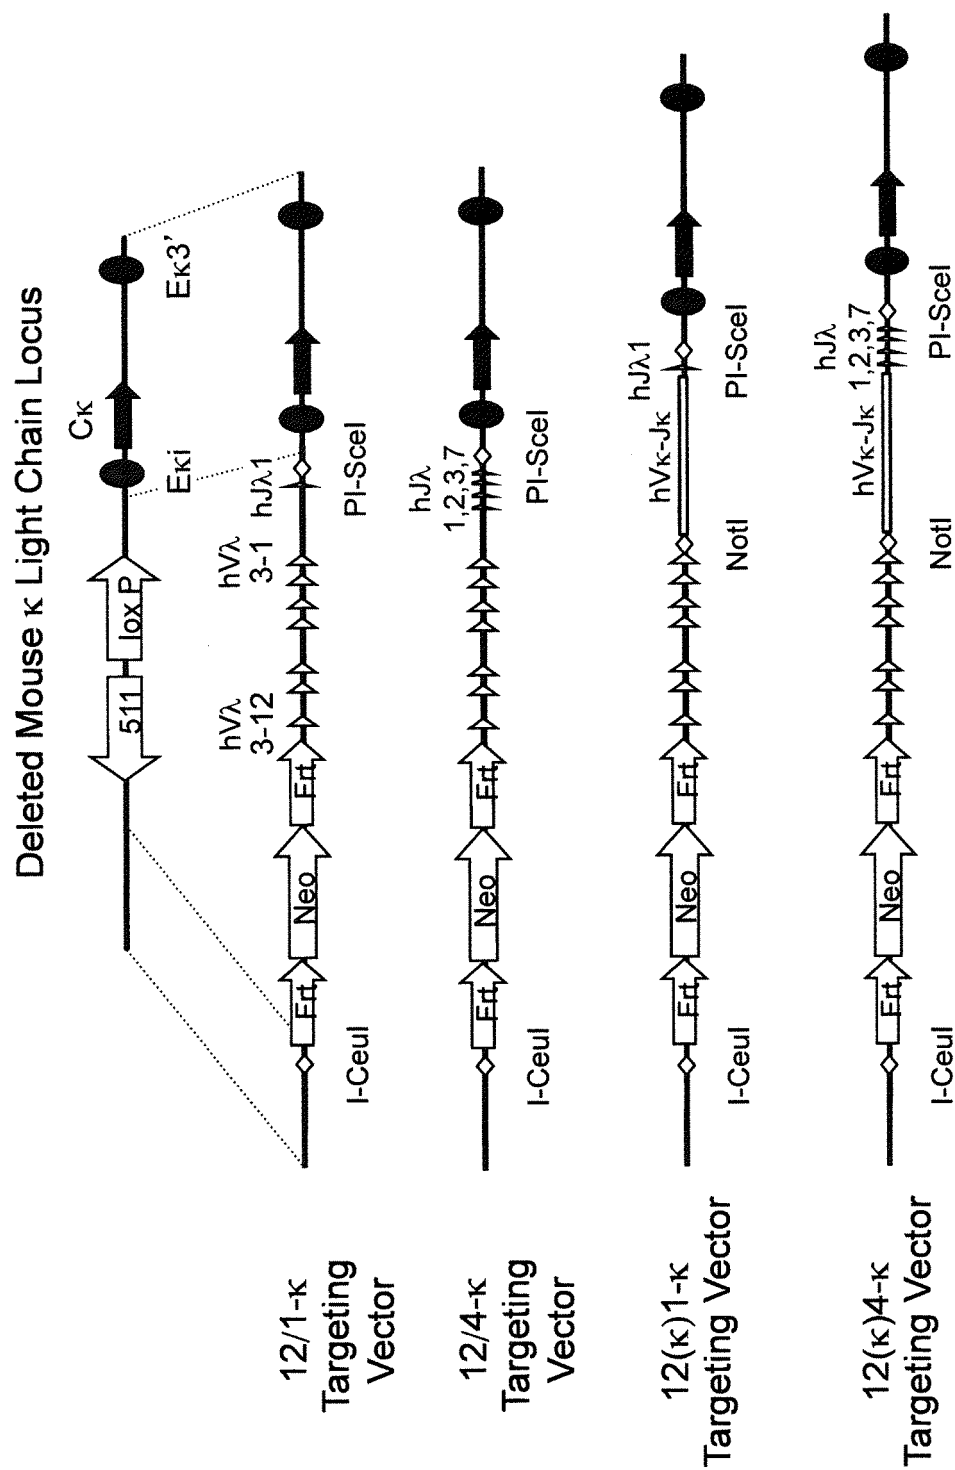 Deleted Mouse κ Light Chain Locus
511
lox P
Cκ
Eκi
Eκ3'
12/1-κ
Targeting
Vector
I-CeuI
Frt
Neo
Frt
hVλ
3-12
hVλ
3-1
hJλ1
PI-SceI
12/4-κ
Targeting
Vector
I-CeuI
Frt
Neo
Frt
hJλ
1,2,3,7
PI-SceI
12(κ)1-κ
Targeting Vector
I-CeuI
Frt
Neo
Frt
NotI
hVκ-Jκ
hJλ1
PI-SceI
12(κ)4-κ
Targeting Vector
I-CeuI
Frt
Neo
Frt
NotI
hVκ-Jκ
hJλ
1,2,3,7
PI-SceI